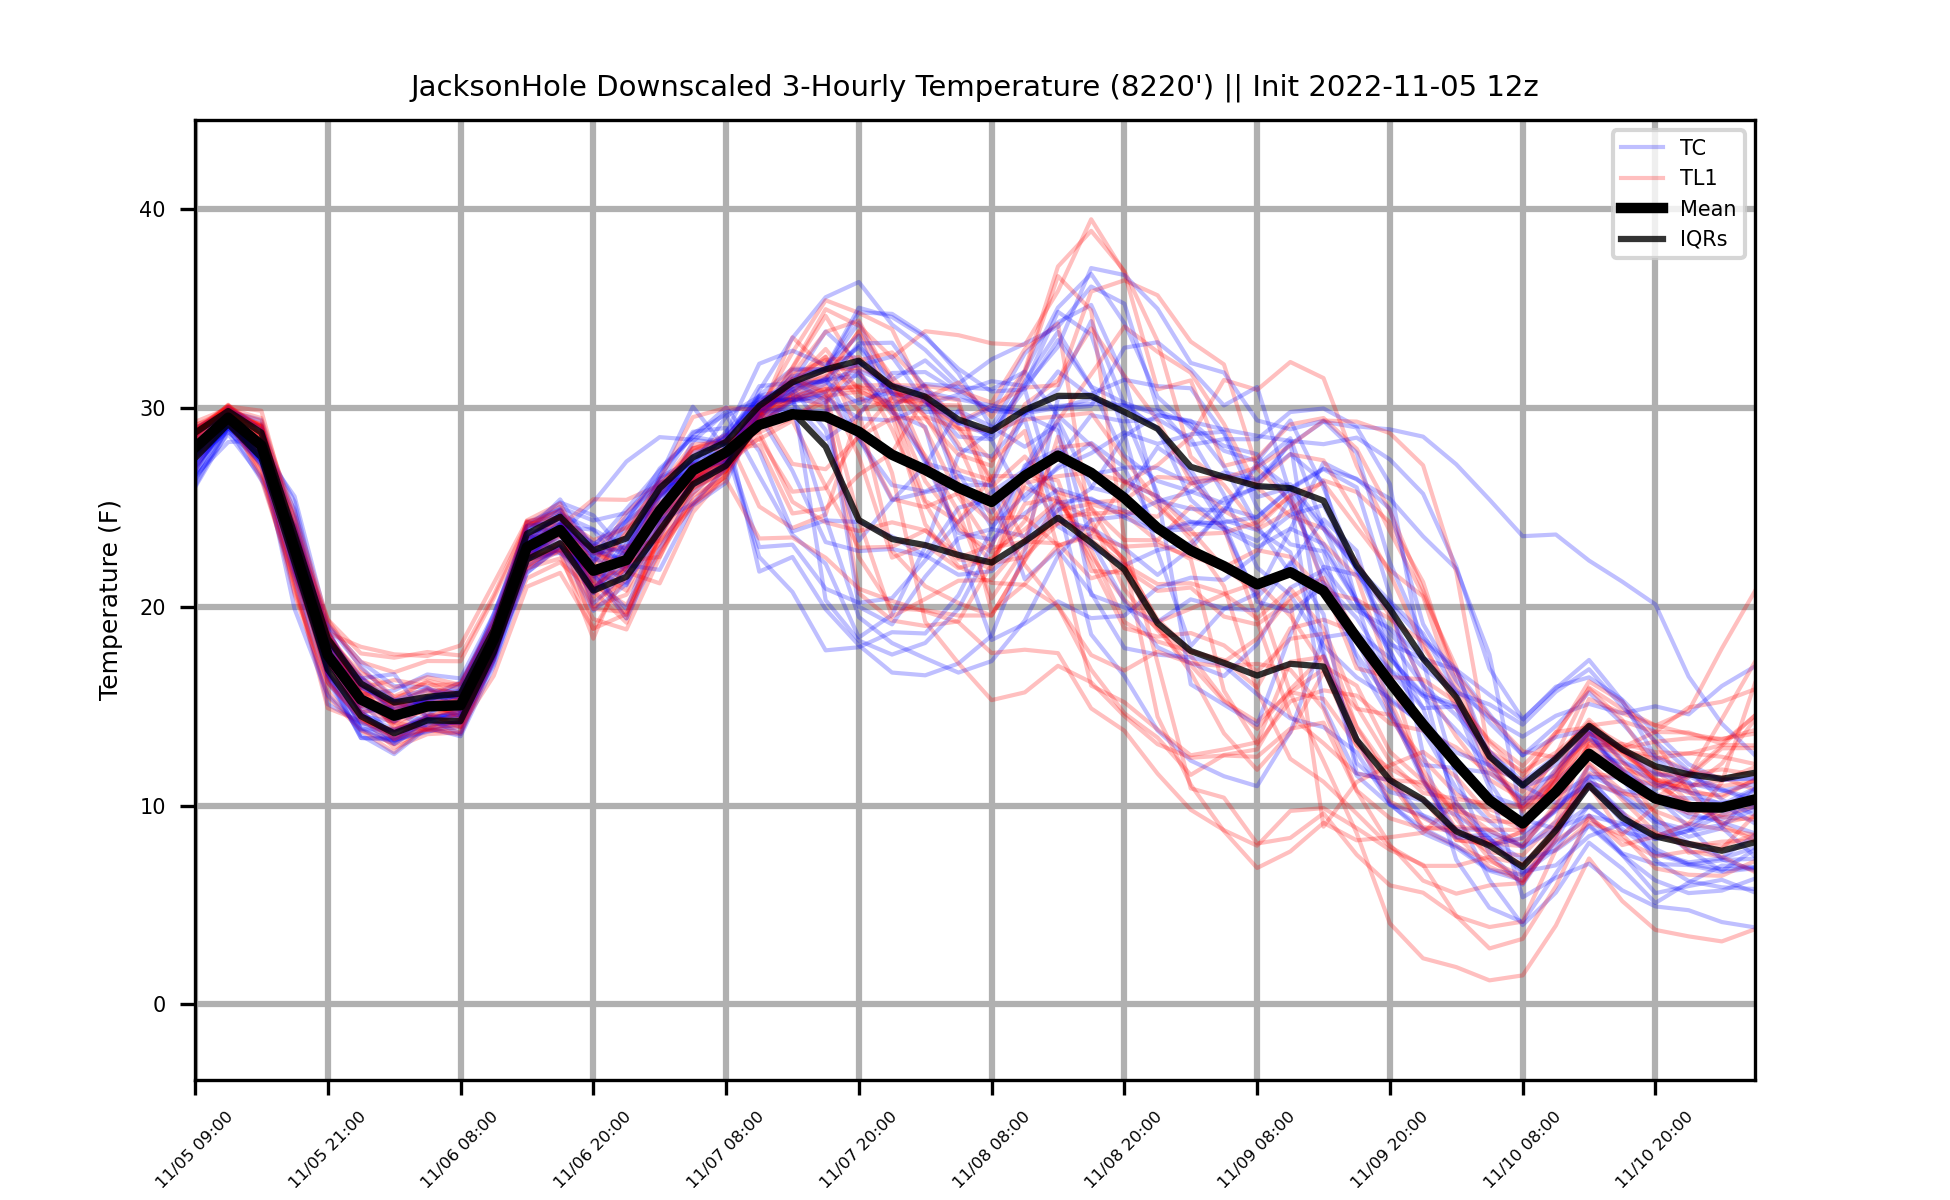 JacksonHole Downscaled 3-Hourly Temperature (8220') || Init 2022-11-05 12z
TC
TL1
Mean
IQRs
Temperature (F)
40
30
20
10
0
11/05 09:00
11/05 21:00
11/06 08:00
11/06 20:00
11/07 08:00
11/07 20:00
11/08 08:00
11/08 20:00
11/09 08:00
11/09 20:00
11/10 08:00
11/10 20:00